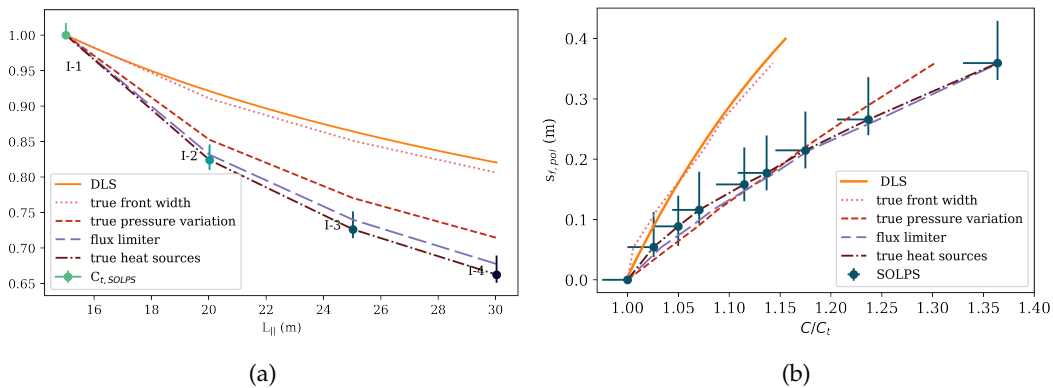 1.00
0.95
0.90
0.85
0.80
0.75
0.70
0.65
I-1
I-2
I-3
I-4
DLS
true front width
true pressure variation
flux limiter
true heat sources
C_{t, SOLPS}
16 18 20 22 24 26 28 30
L_{||} (m)
(a)
s_{f, pol} (m)
0.4
0.3
0.2
0.1
0.0
DLS
true front width
true pressure variation
flux limiter
true heat sources
SOLPS
1.00 1.05 1.10 1.15 1.20 1.25 1.30 1.35 1.40
C/C_t
(b)